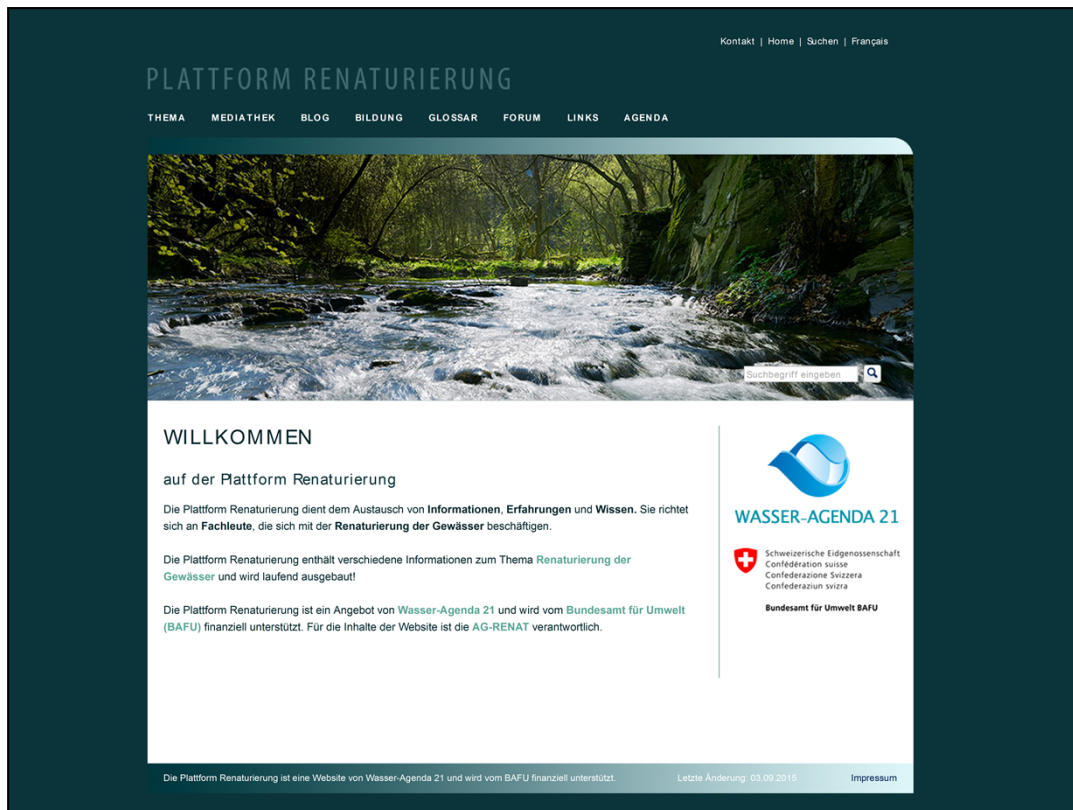 Kontakt | Home | Suchen | Français
PLATTFORM RENATURIERUNG
THEMA MEDIATHEK BLOG BILDUNG GLOSSAR FORUM LINKS AGENDA
Suchbegriff eingeben
WILLKOMMEN
auf der Plattform Renaturierung
Die Plattform Renaturierung dient dem Austausch von Informationen, Erfahrungen und Wissen. Sie richtet
sich an Fachleute, die sich mit der Renaturierung der Gewässer beschäftigen.
Die Plattform Renaturierung enthält verschiedene Informationen zum Thema Renaturierung der
Gewässer und wird laufend ausgebaut!
Die Plattform Renaturierung ist ein Angebot von Wasser-Agenda 21 und wird vom Bundesamt für Umwelt
(BAFU) finanziell unterstützt. Für die Inhalte der Website ist die AG-RENAT verantwortlich.
WASSER-AGENDA 21
Schweizerische Eidgenossenschaft
Confédération suisse
Confederazione Svizzera
Confederaziun svizra
Bundesamt für Umwelt BAFU
Die Plattform Renaturierung ist eine Website von Wasser-Agenda 21 und wird vom BAFU finanziell unterstützt. Letzte Änderung: 03.09.2015 Impressum